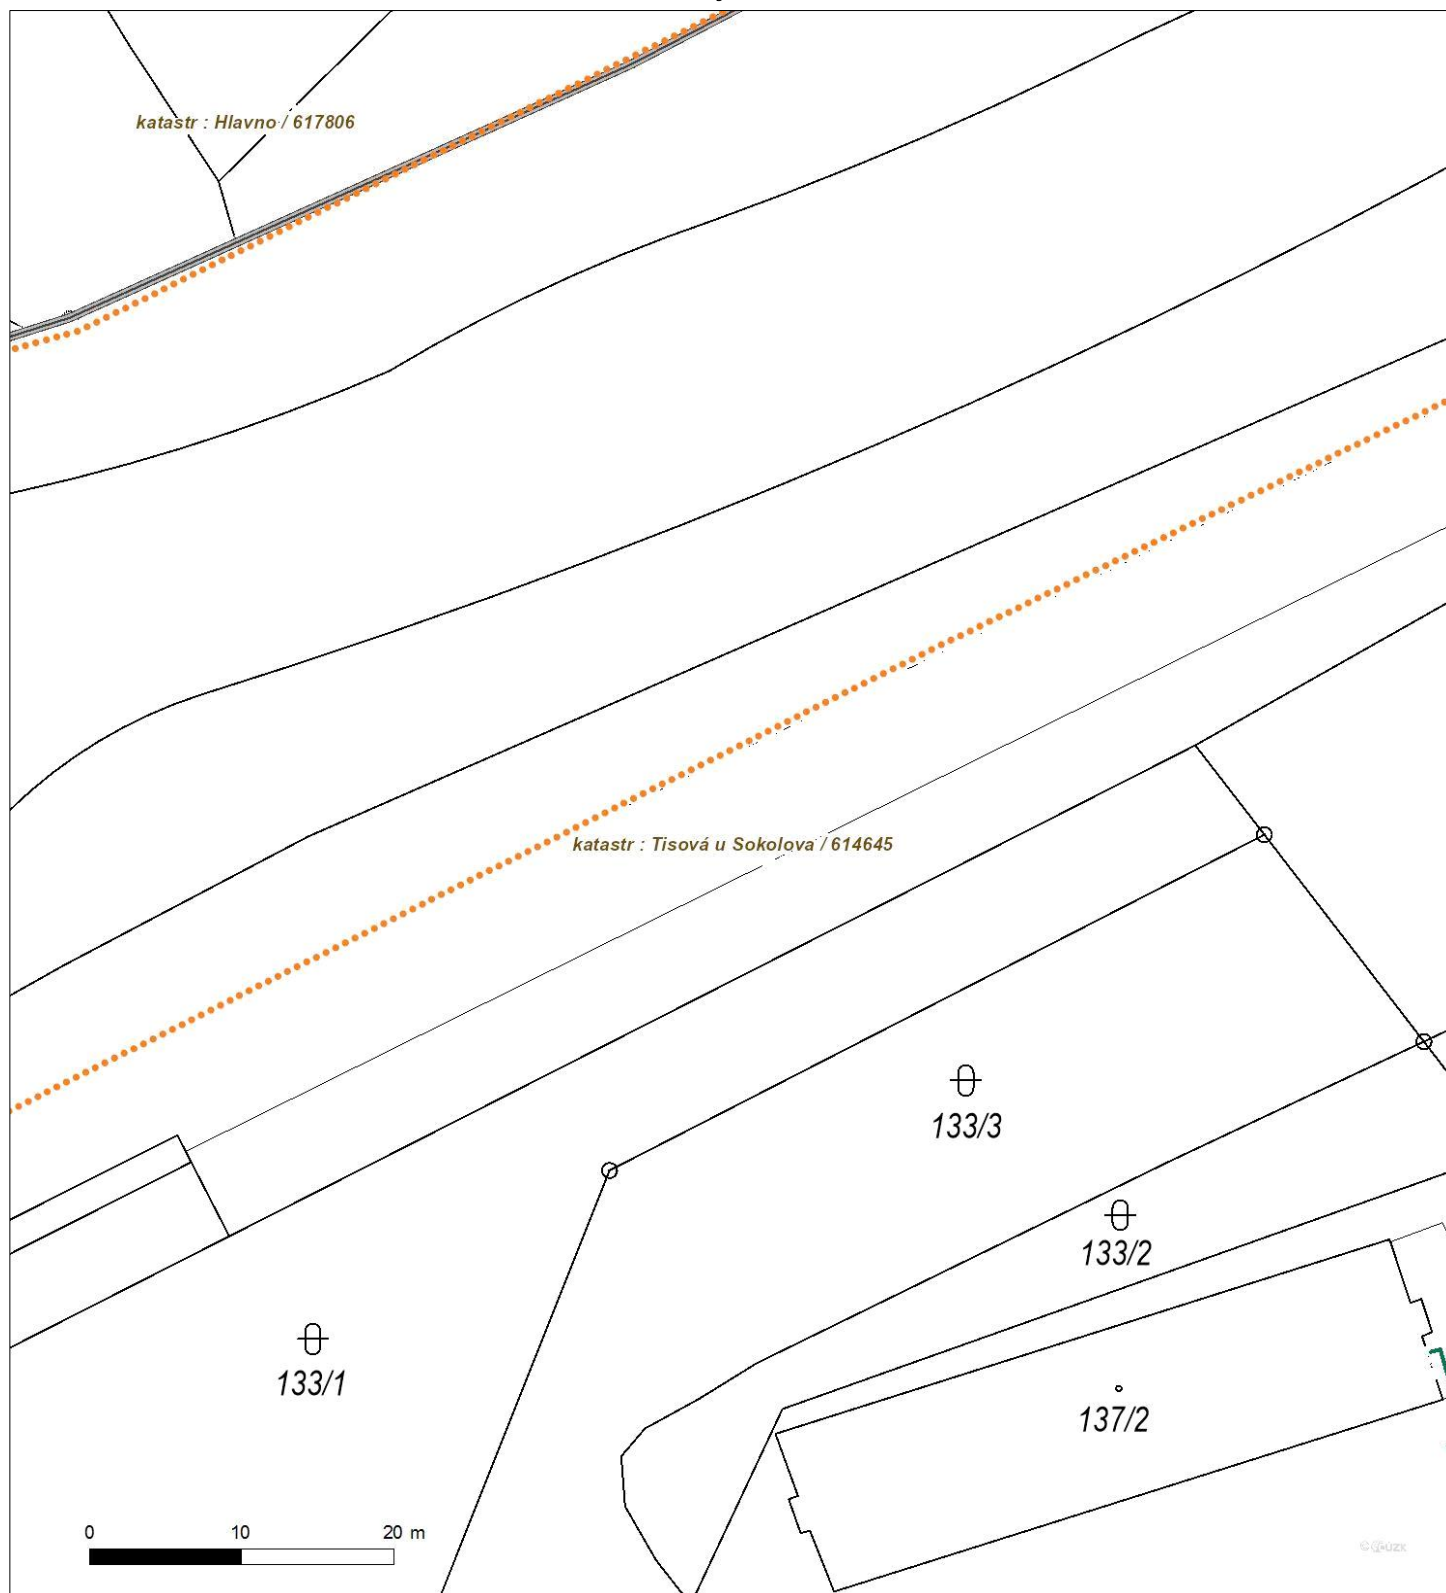 katastr : Hlavno / 617806
katastr : Tisová u Sokolova / 614645
133/3
133/2
133/1
137/2
0 10 20 m